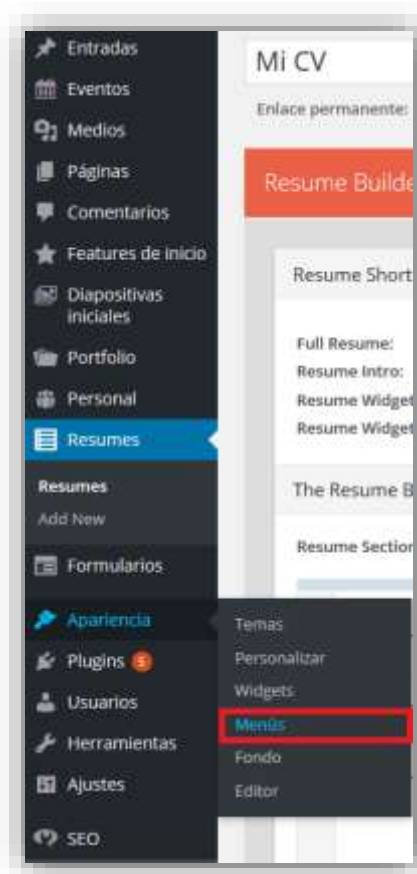 Entradas
Eventos
Medios
Páginas
Comentarios
Features de inicio
Diapositivas
iniciales
Portfolio
Personal
Resumes
Resumes
Add New
Formularios
Apariencia
Plugins 5
Usuarios
Herramientas
Ajustes
SEO
Temas
Personalizar
Widgets
Menús
Fondo
Editor
Mi CV
Enlace permanente:
Resume Builde
Resume Short
Full Resume:
Resume Intro:
Resume Widget
Resume Widget
The Resume B
Resume Section